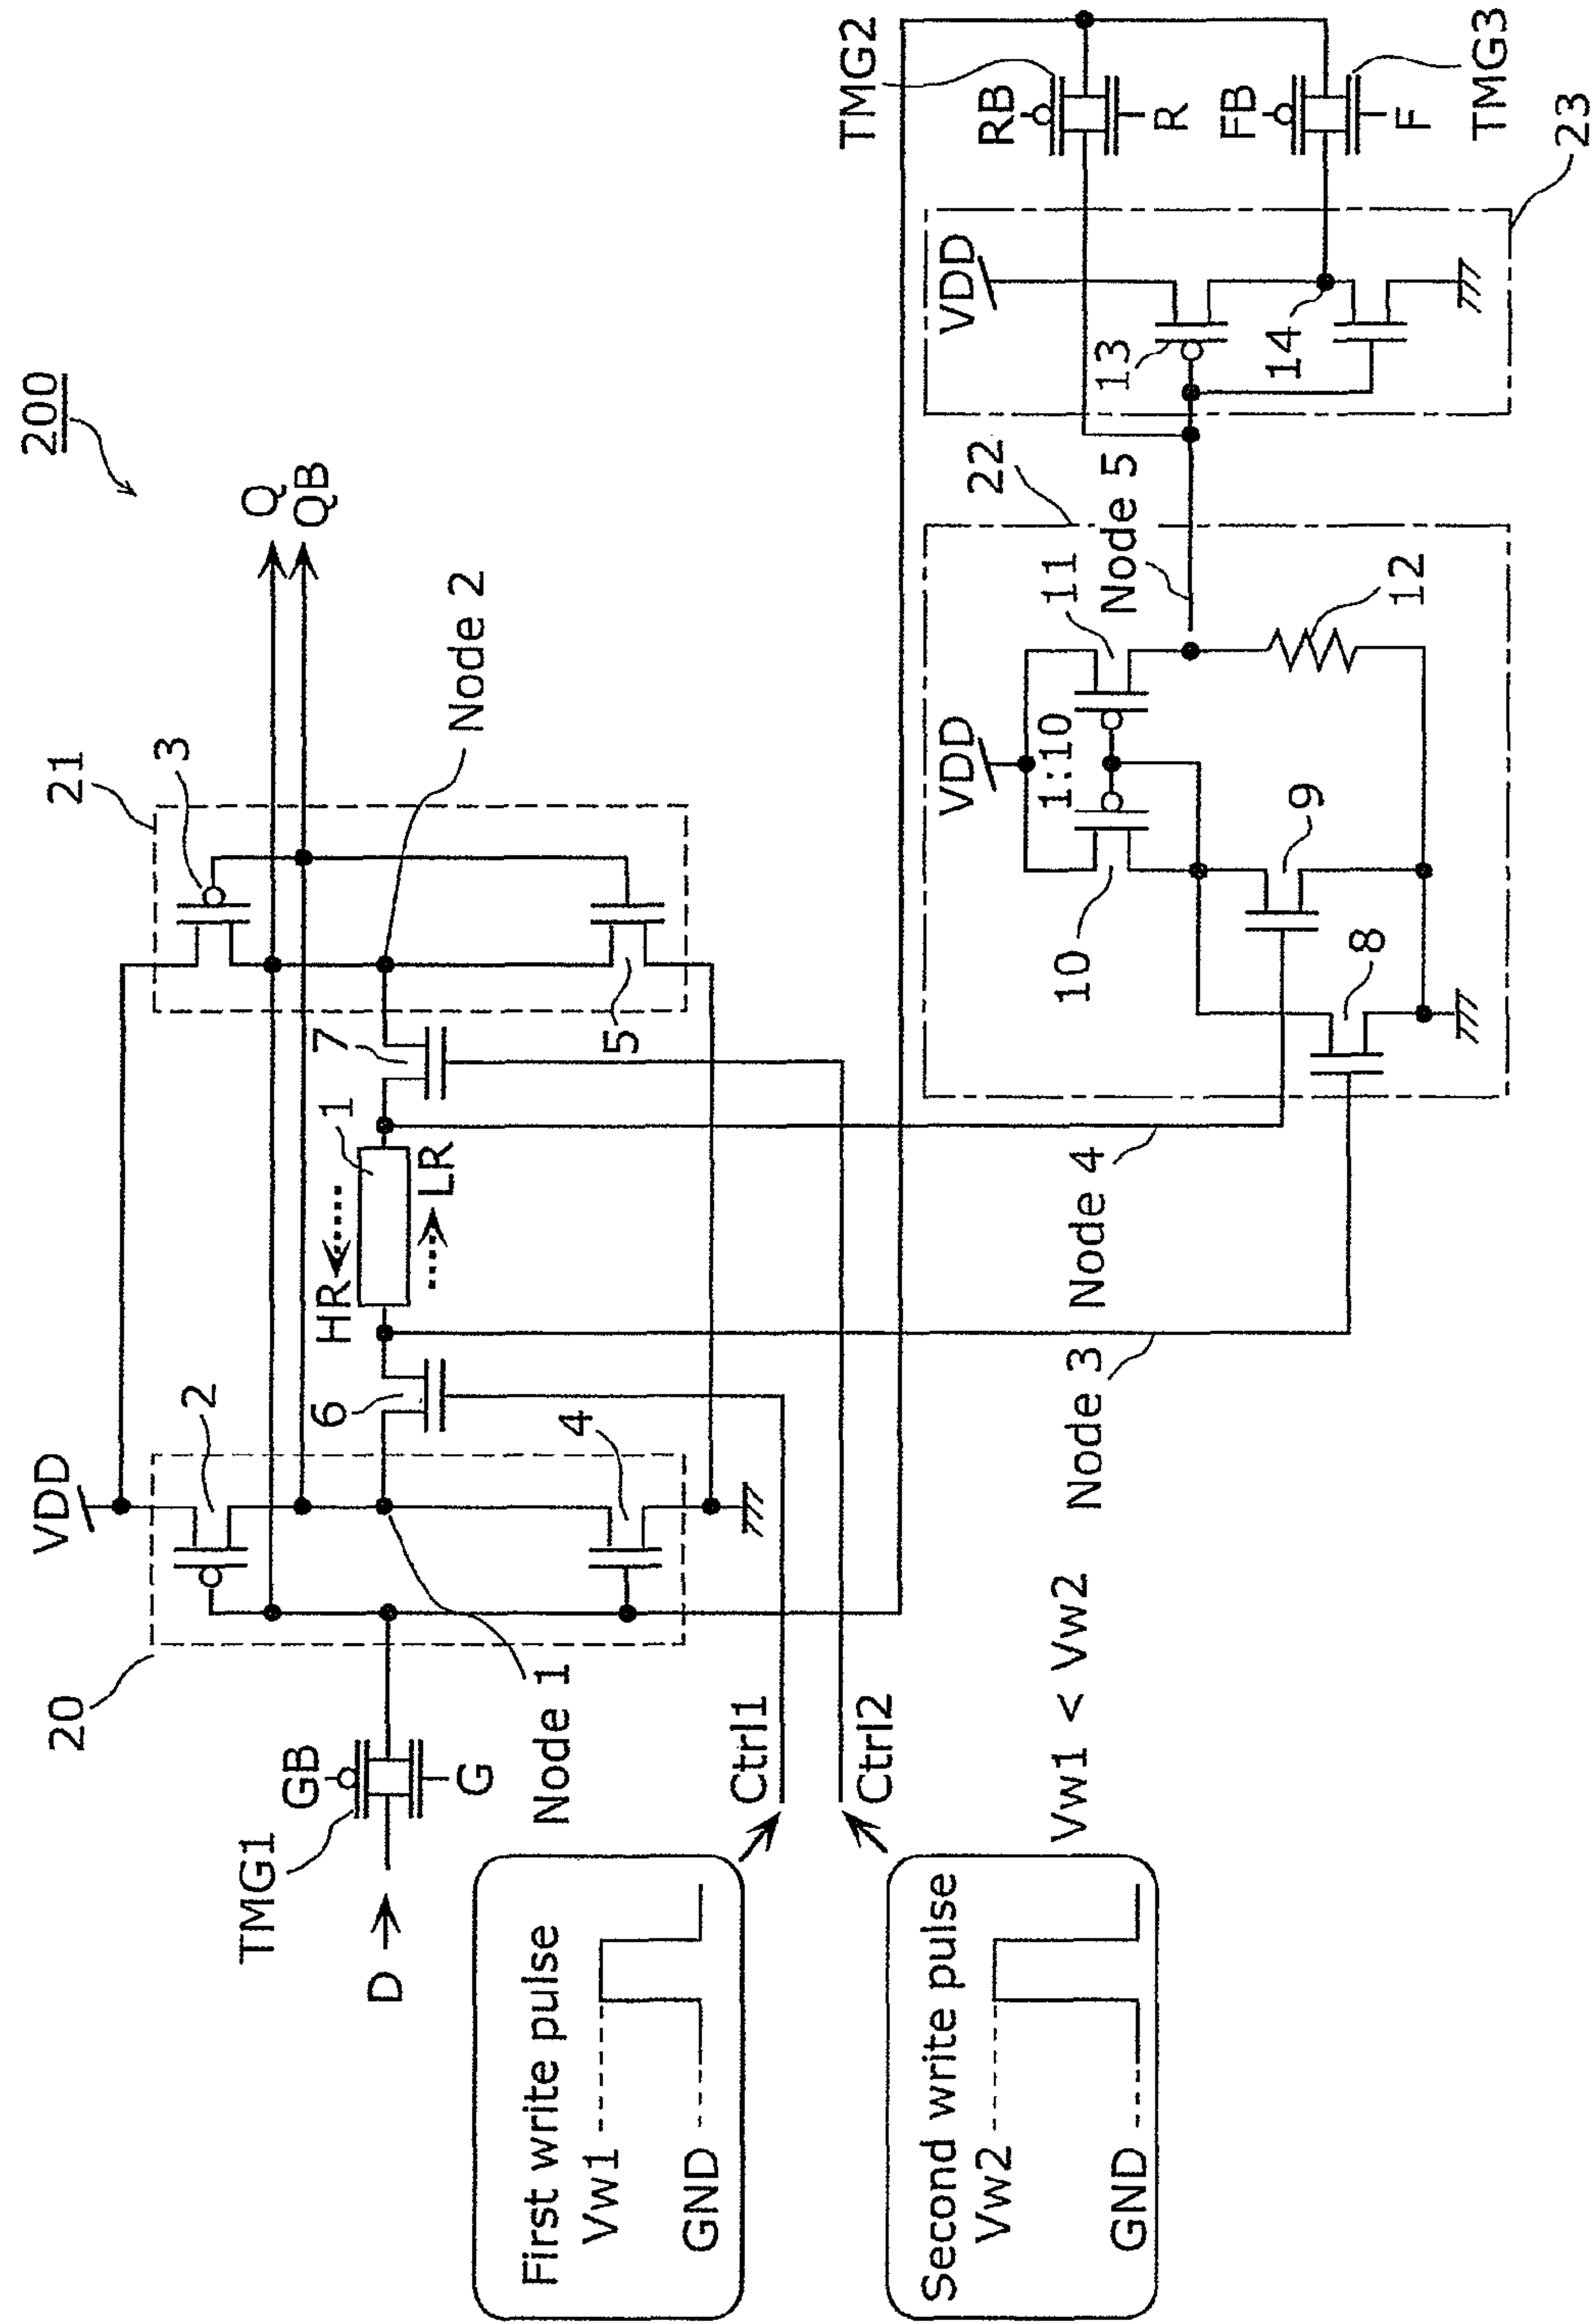 200
Q
QB
21
3
Node 2
VDD
2
20
TMG1
GB
G
D
Node 1
4
6
HR
1
LR
7
5
First write pulse
Vw1
GND
Ctrl1
Ctrl2
Second write pulse
Vw2
GND
Vw1 < Vw2
Node 3
Node 4
22
VDD
1:10
10
11
Node 5
9
8
12
VDD
13
14
23
TMG2
RB
R
FB
F
TMG3